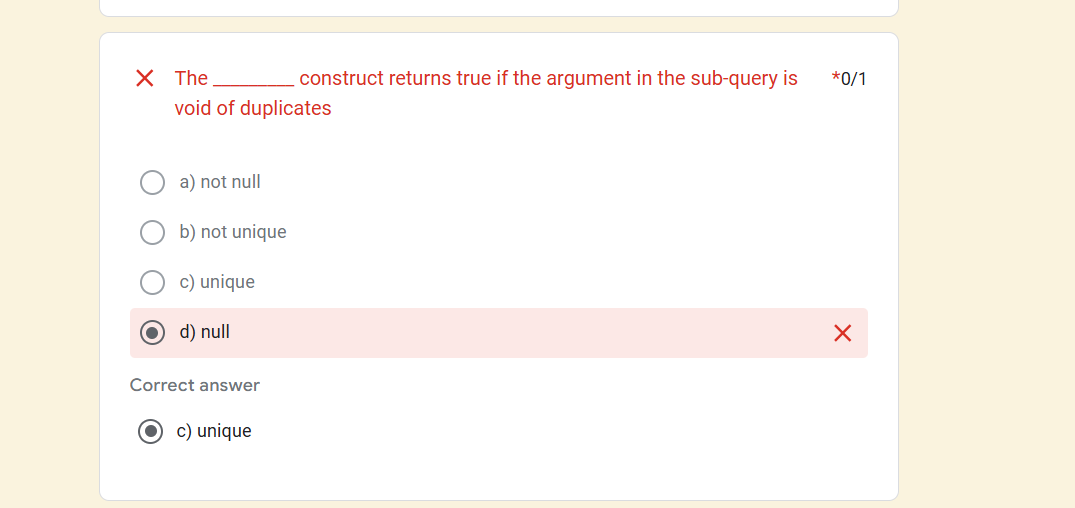 The _________ construct returns true if the argument in the sub-query is *0/1
void of duplicates
a) not null
b) not unique
c) unique
d) null
Correct answer
c) unique